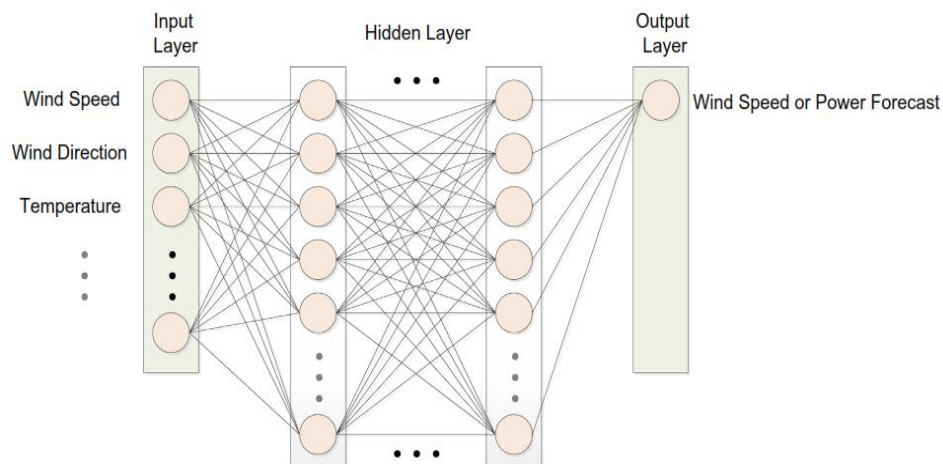 Input
Layer
Hidden Layer
Output
Layer
Wind Speed
Wind Direction
Temperature
Wind Speed or Power Forecast